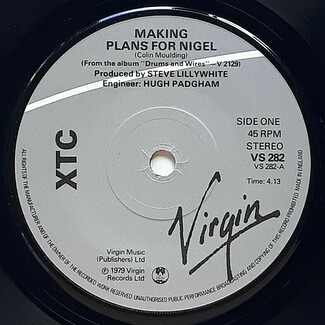 MAKING
PLANS FOR NIGEL
(Colin Moulding)
(From the album "Drums and Wires" – V 2129)
Produced by STEVE LILLYWHITE
Engineer: HUGH PADGHAM
XTC
SIDE ONE
45 RPM
STEREO
VS 282
VS 282-A
Time: 4.13
Virgin
Virgin Music
(Publishers) Ltd
℗ 1979 Virgin
Records Ltd
ALL RIGHTS OF THE MANUFACTURER AND OF THE OWNER OF THE RECORDED WORK RESERVED UNAUTHORISED PUBLIC PERFORMANCE BROADCASTING AND COPYING OF THIS RECORD PROHIBITED MADE IN ENGLAND